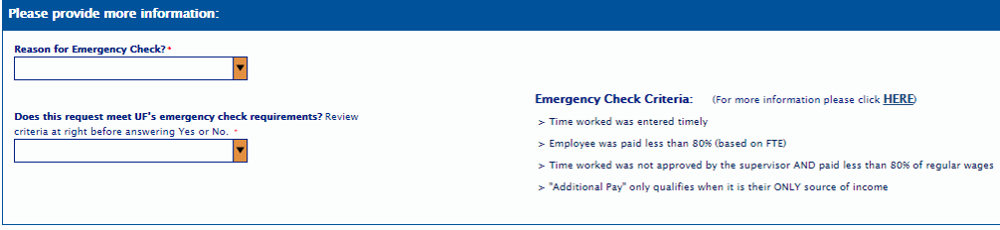 Please provide more information:
Reason for Emergency Check?*
Does this request meet UF's emergency check requirements? Review
criteria at right before answering Yes or No. *
Emergency Check Criteria: (For more information please click HERE)
> Time worked was entered timely
> Employee was paid less than 80% (based on FTE)
> Time worked was not approved by the supervisor AND paid less than 80% of regular wages
> "Additional Pay" only qualifies when it is their ONLY source of income